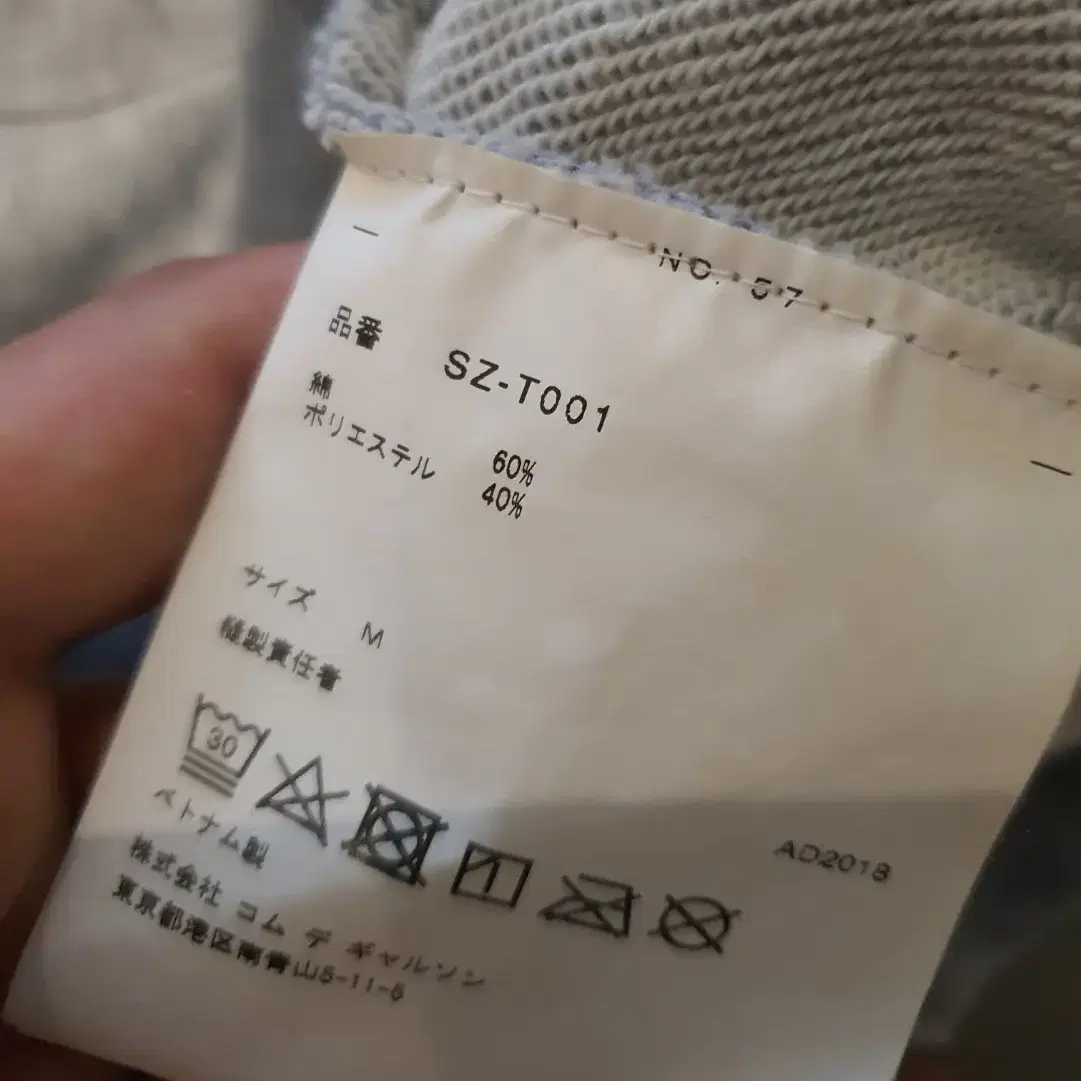 NO. 57
品番 SZ-T001
綿 60%
ポリエステル 40%
サイズ M
縫製責任者
30
ベトナム製
AD2018
株式会社 コム デ ギャルソン
東京都港区南青山5-11-5